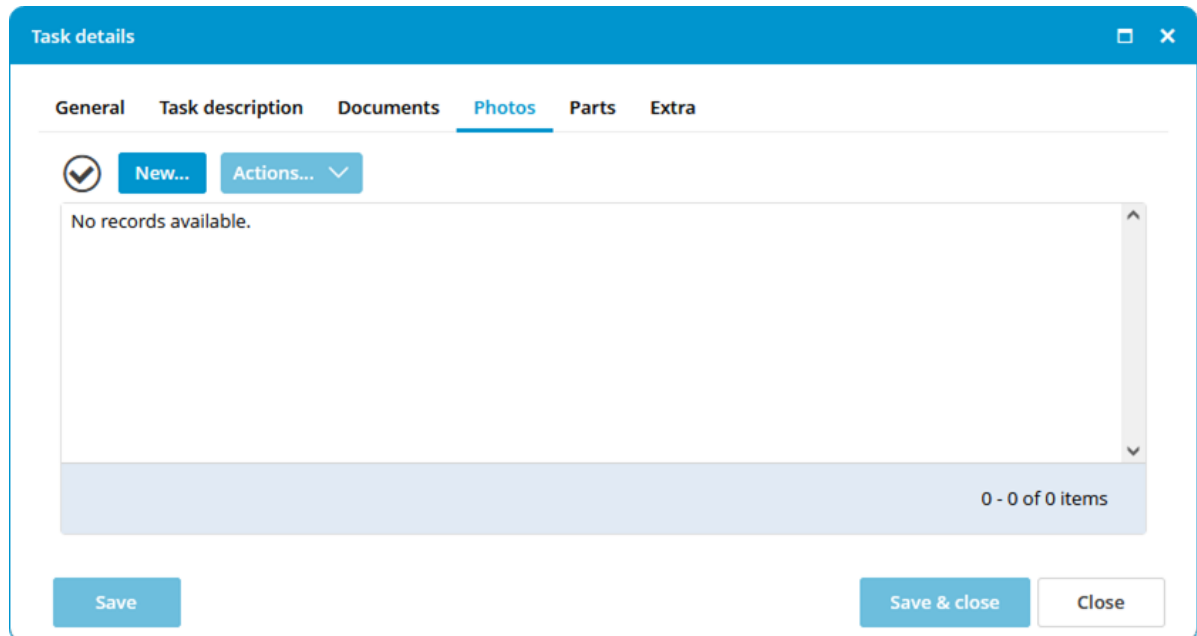 Task details
General Task description Documents Photos Parts Extra
New... Actions...
No records available.
0 - 0 of 0 items
Save Save & close Close